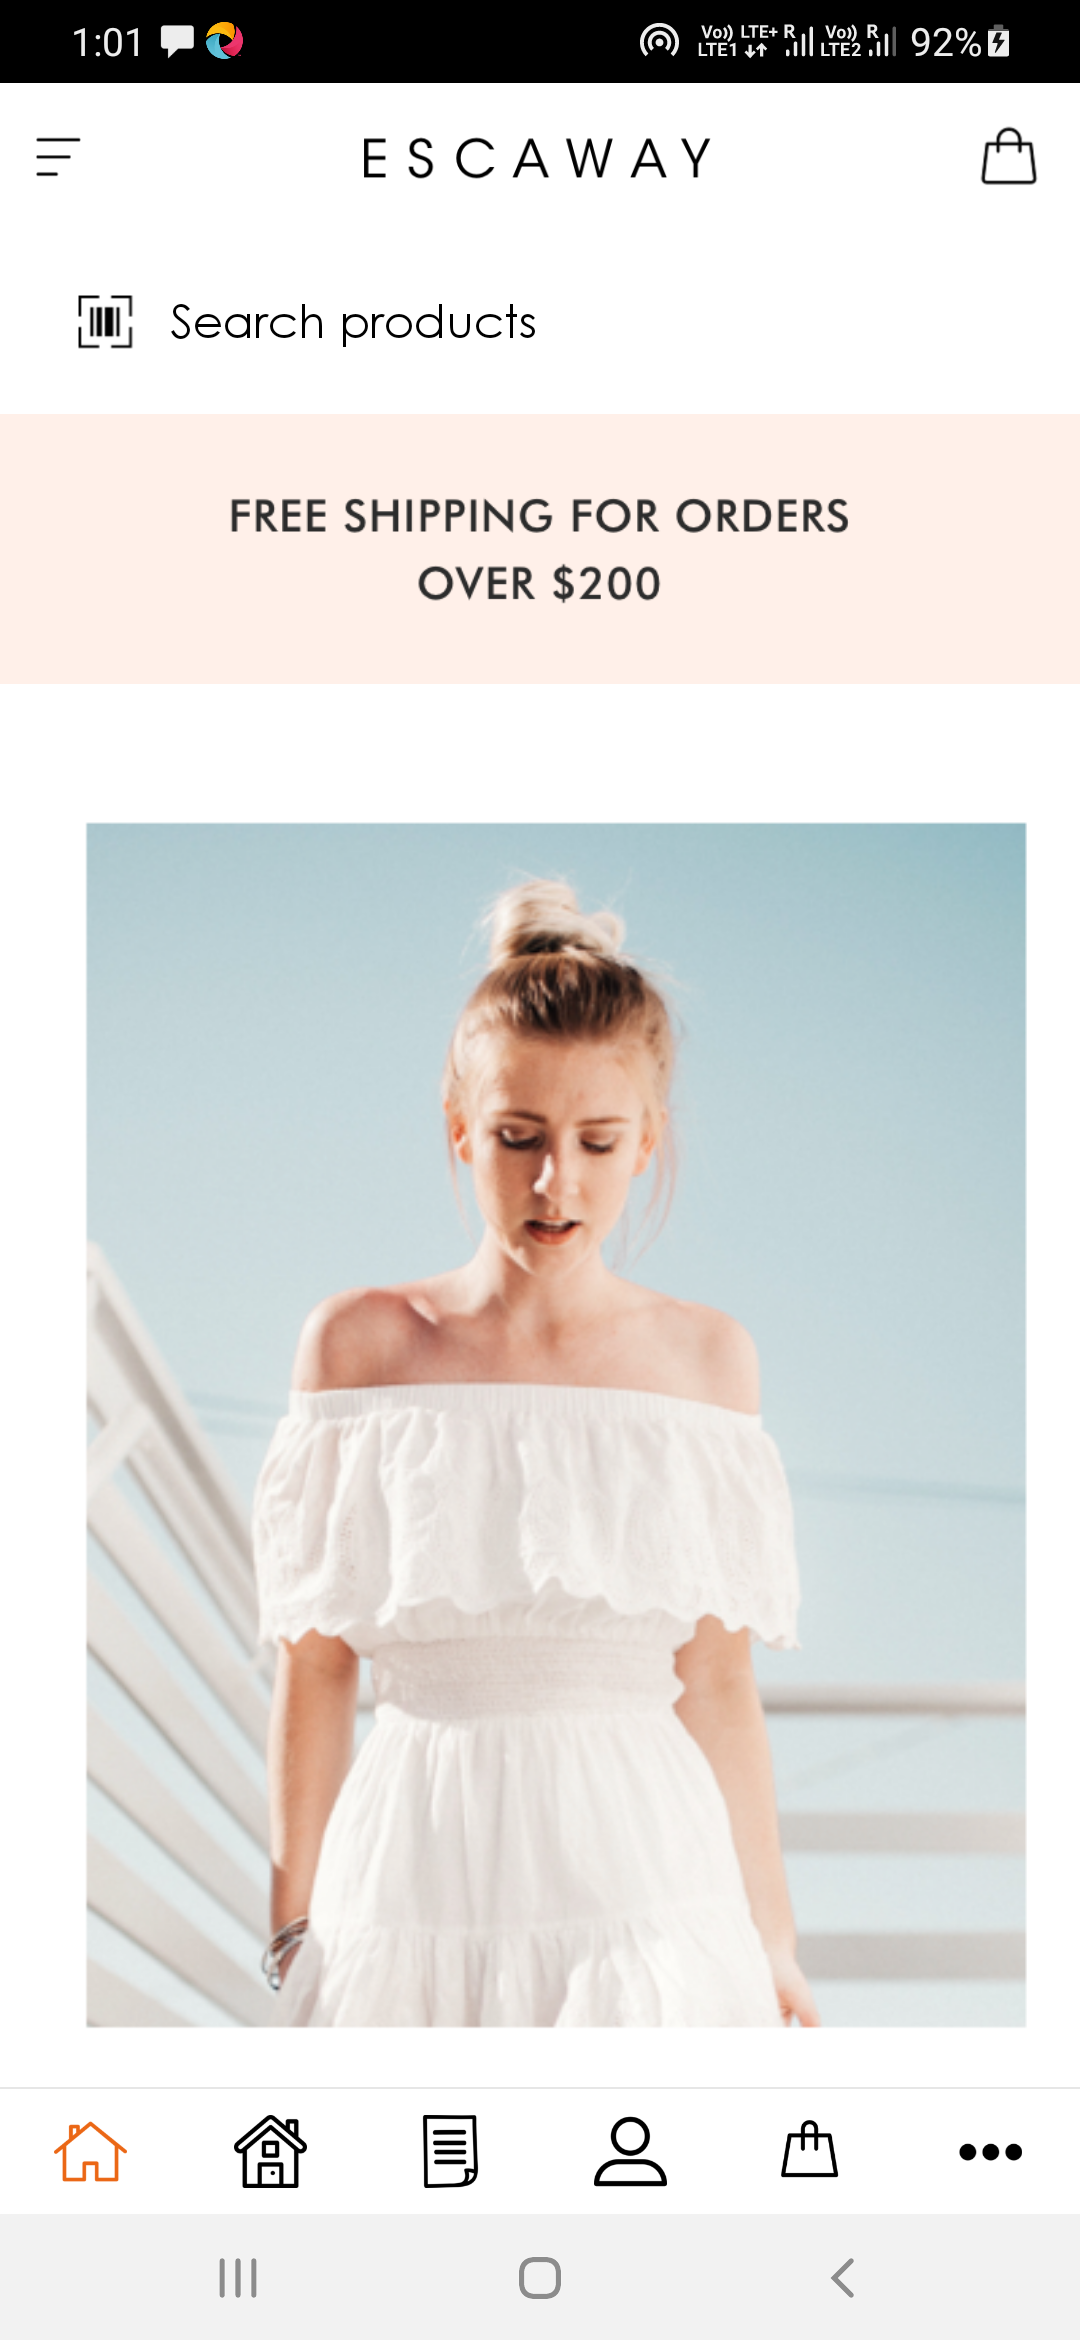 1:01
Vo)) LTE+ R Vo)) R 92%
LTE1 LTE2
ESCAWAY
Search products
FREE SHIPPING FOR ORDERS
OVER $200